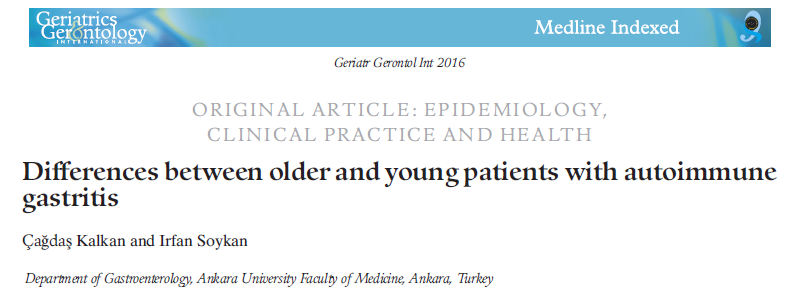 Geriatrics
Gerontology
INTERNATIONAL
Medline Indexed
Geriatr Gerontol Int 2016
ORIGINAL ARTICLE: EPIDEMIOLOGY,
CLINICAL PRACTICE AND HEALTH
Differences between older and young patients with autoimmune
gastritis
Çağdaş Kalkan and Irfan Soykan
Department of Gastroenterology, Ankara University Faculty of Medicine, Ankara, Turkey